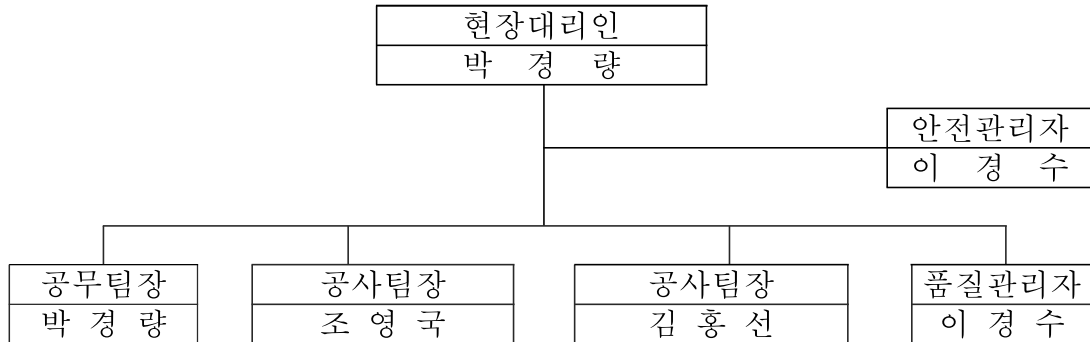 현장대리인
박 경 량
안전관리자
이 경 수
공무팀장
박 경 량
공사팀장
조 영 국
공사팀장
김 홍 선
품질관리자
이 경 수